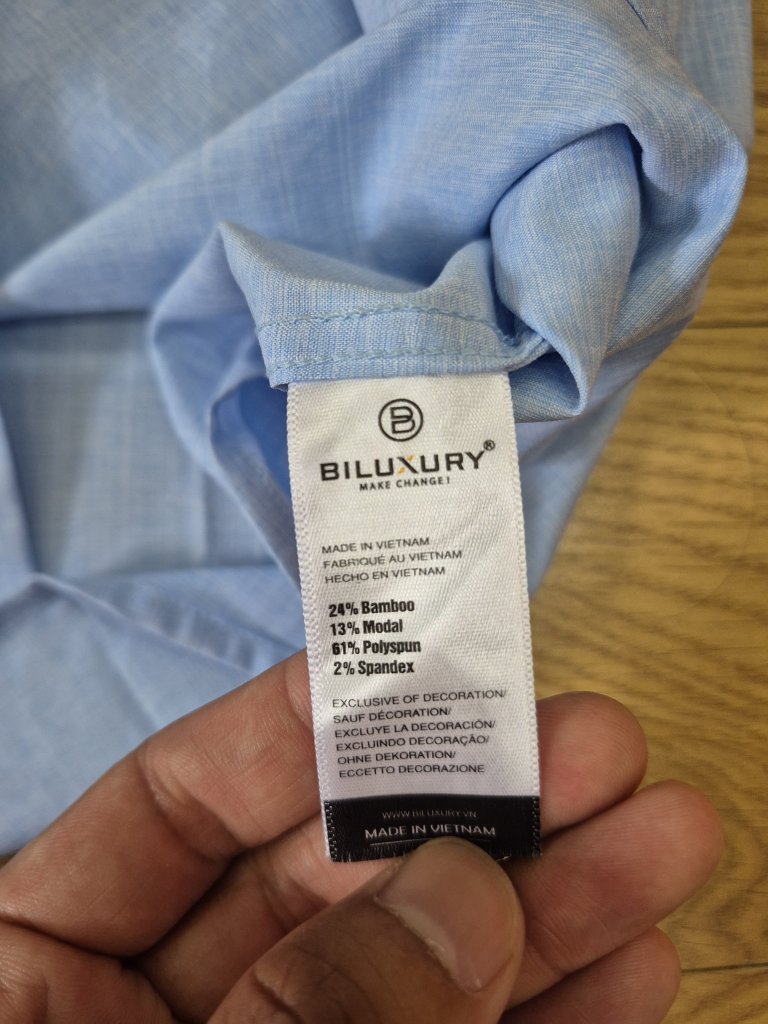 B
BILUXURY®
MAKE CHANGE!
MADE IN VIETNAM
FABRIQUÉ AU VIETNAM
HECHO EN VIETNAM
24% Bamboo
13% Modal
61% Polyspun
2% Spandex
EXCLUSIVE OF DECORATION/
SAUF DÉCORATION/
EXCLUYE LA DECORACIÓN/
EXCLUINDO DECORAÇÃO/
OHNE DEKORATION/
ECCETTO DECORAZIONE
WWW.BILUXURY.VN
MADE IN VIETNAM